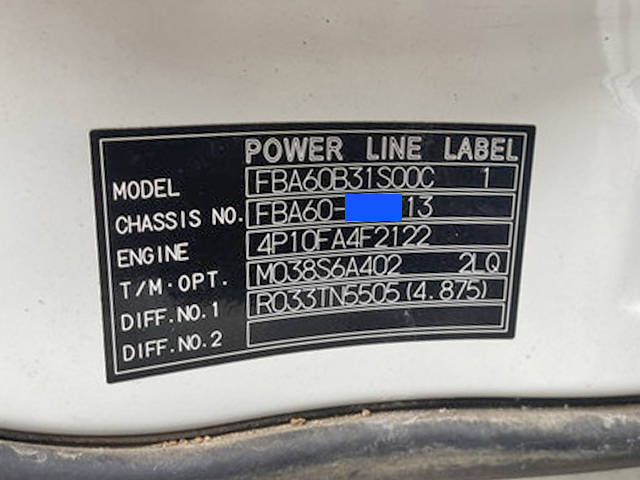 POWER LINE LABEL
MODEL FBA60B31S00C 1
CHASSIS NO. FBA60- 13
ENGINE 4P10FA4F2122
T/M·OPT. M038S6A402 2LQ
DIFF.NO.1 R033TN5505(4.875)
DIFF.NO.2